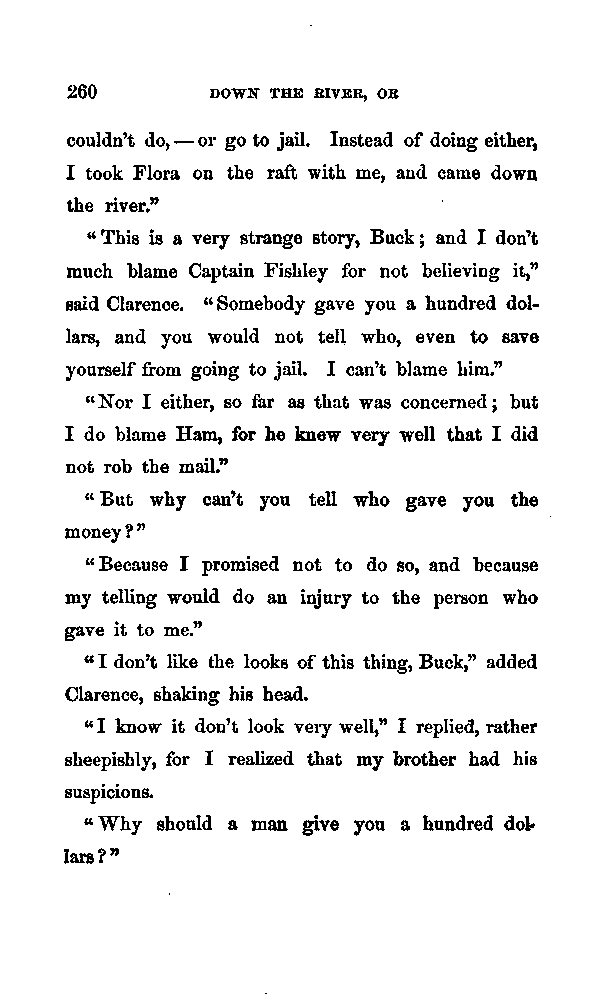 260 DOWN THE RIVER, OR
couldn't do, — or go to jail. Instead of doing either,
I took Flora on the raft with me, and came down
the river."
"This is a very strange story, Buck; and I don't
much blame Captain Fishley for not believing it,"
said Clarence. "Somebody gave you a hundred dol-
lars, and you would not tell who, even to save
yourself from going to jail. I can't blame him."
"Nor I either, so far as that was concerned; but
I do blame Ham, for he knew very well that I did
not rob the mail."
"But why can't you tell who gave you the
money?"
"Because I promised not to do so, and because
my telling would do an injury to the person who
gave it to me."
"I don't like the looks of this thing, Buck," added
Clarence, shaking his head.
"I know it don't look very well," I replied, rather
sheepishly, for I realized that my brother had his
suspicions.
"Why should a man give you a hundred dol-
lars?"